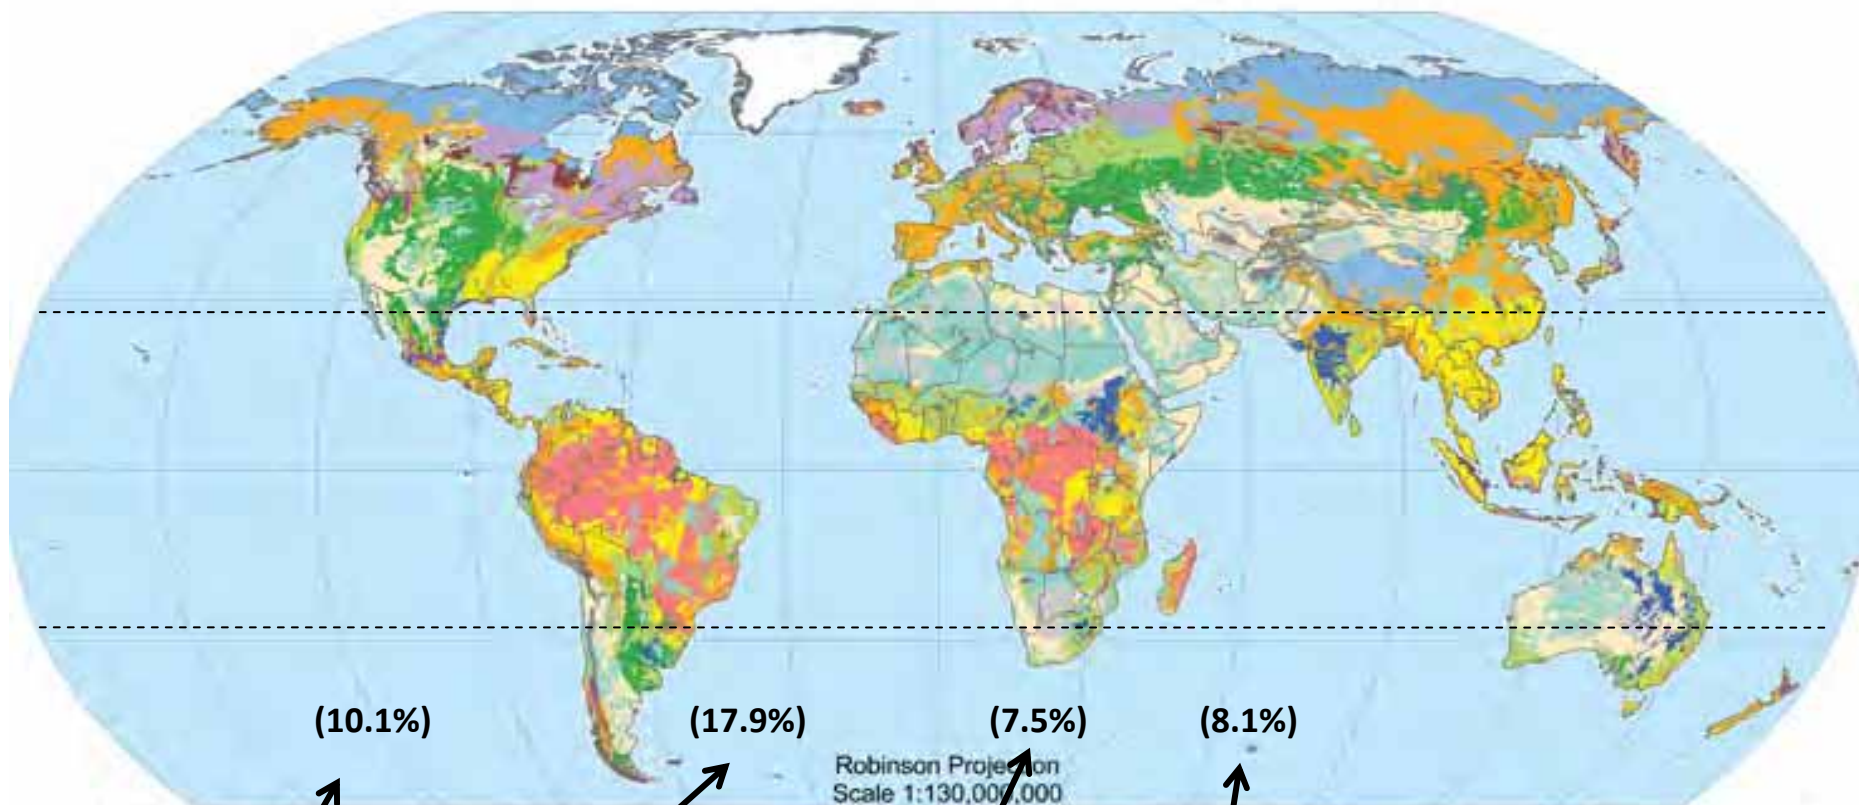 (10.1%) (17.9%) (7.5%) (8.1%)
Robinson Projection
Scale 1:130,000,000